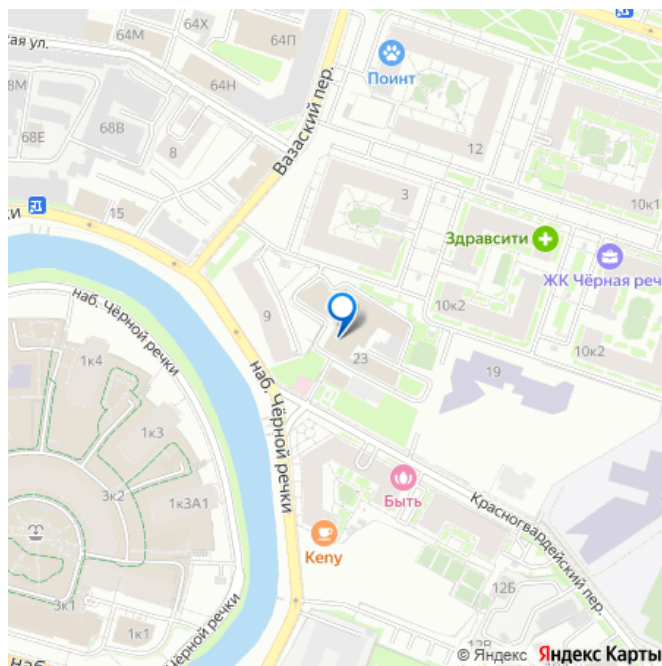 64М
64Х
64П
ая ул.
Поинт
Вазаский пер.
64Н
8М
68В
68Е
8
12
3
10к1
15
ки
Здравсити
ЖК Чёрная реч
наб. Чёрной речки
9
10к2
23
1к4
19
10к2
наб. Чёрной речки
1к3
3к2
1к3А1
Быть
Красногвардейский пер.
Keny
12Б
3к1
1к1
Чёрной речки
12В
наб.
© Яндекс Яндекс Карты